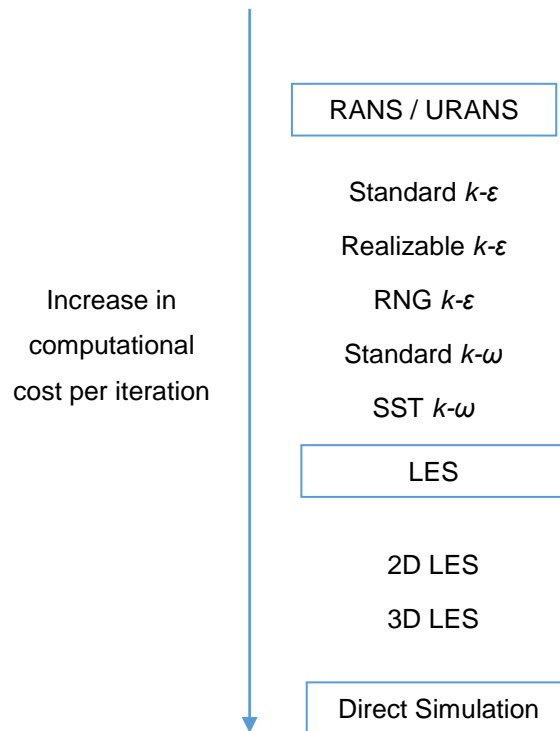 RANS / URANS
Standard k-ε
Realizable k-ε
Increase in
computational
cost per iteration
RNG k-ε
Standard k-ω
SST k-ω
LES
2D LES
3D LES
Direct Simulation